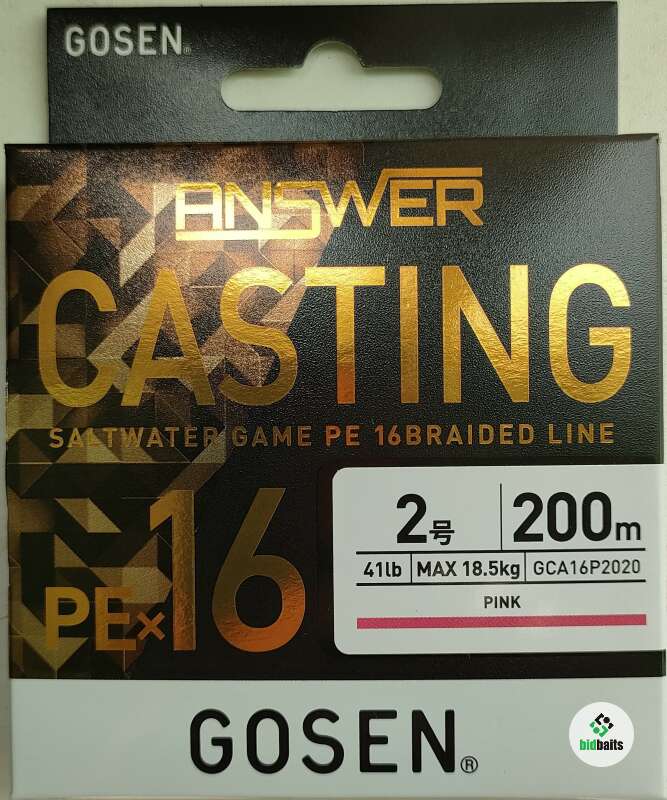 GOSEN®
ANSWER
CASTING
SALTWATER GAME PE 16BRAIDED LINE
PE×16
2号 200m
41lb MAX 18.5kg GCA16P2020
PINK
GOSEN®
bidbaits